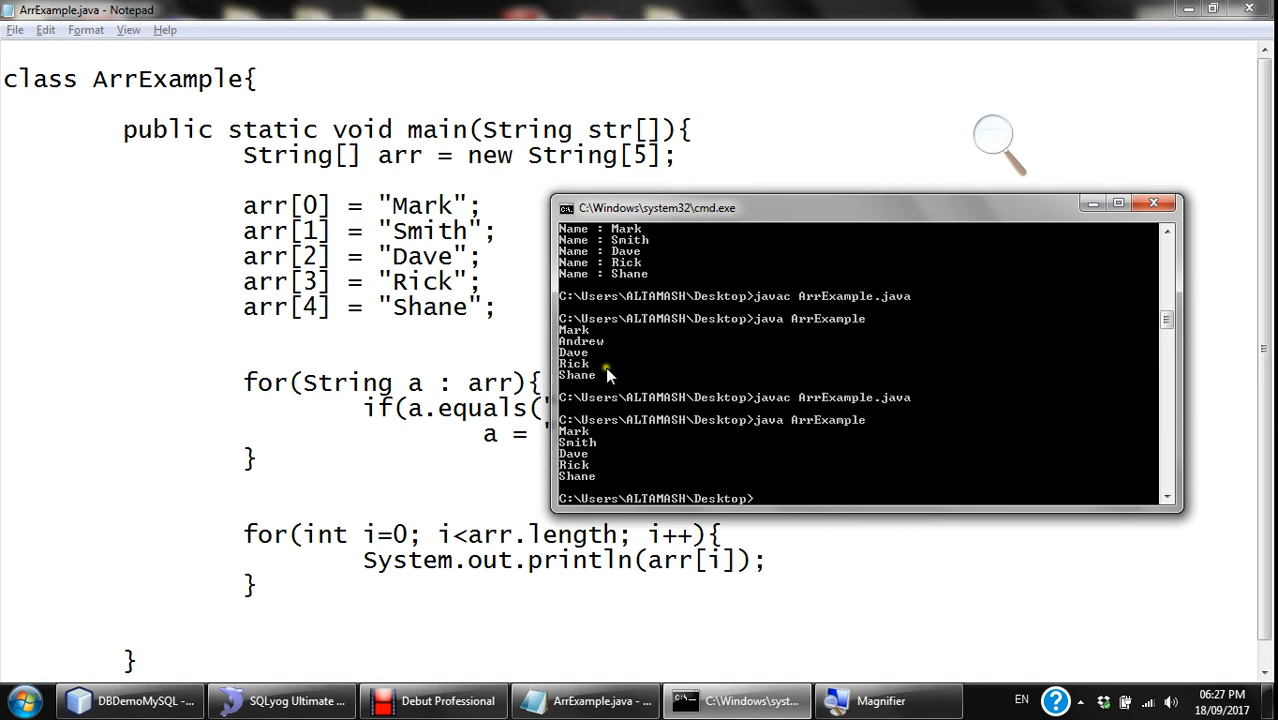 ArrExample.java - Notepad
File Edit Format View Help
class ArrExample{
public static void main(String str[]){
String[] arr = new String[5];
arr[0] = "Mark";
arr[1] = "Smith";
arr[2] = "Dave";
arr[3] = "Rick";
arr[4] = "Shane";
for(String a : arr){
if(a.equals("
a = "
}
for(int i=0; i<arr.length; i++){
System.out.println(arr[i]);
}
}
C:\Windows\system32\cmd.exe
Name : Mark
Name : Smith
Name : Dave
Name : Rick
Name : Shane
C:\Users\ALTAMASH\Desktop>javac ArrExample.java
C:\Users\ALTAMASH\Desktop>java ArrExample
Mark
Andrew
Dave
Rick
Shane
C:\Users\ALTAMASH\Desktop>javac ArrExample.java
C:\Users\ALTAMASH\Desktop>java ArrExample
Mark
Smith
Dave
Rick
Shane
C:\Users\ALTAMASH\Desktop>
DBDemoMySQL -...
SQLyog Ultimate ...
Debut Professional
ArrExample.java - ...
C:\Windows\syst...
Magnifier
EN
06:27 PM
18/09/2017